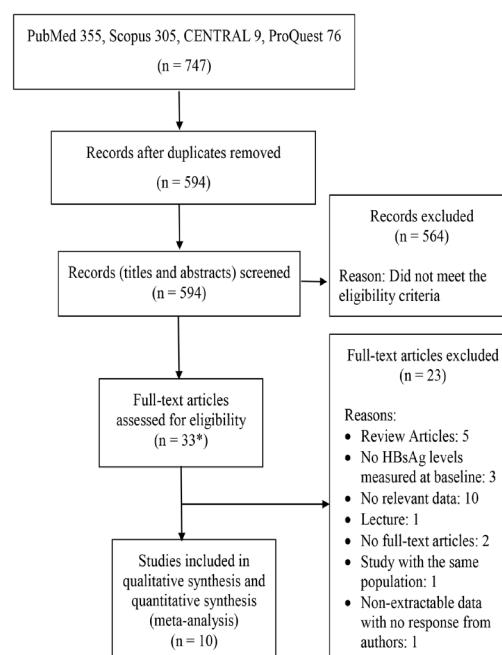 PubMed 355, Scopus 305, CENTRAL 9, ProQuest 76
(n = 747)
Records after duplicates removed
(n = 594)
Records excluded
(n = 564)
Reason: Did not meet the
eligibility criteria
Records (titles and abstracts) screened
(n = 594)
Full-text articles excluded
(n = 23)
Reasons:
• Review Articles: 5
• No HBsAg levels
measured at baseline: 3
• No relevant data: 10
• Lecture: 1
• No full-text articles: 2
• Study with the same
population: 1
• Non-extractable data
with no response from
authors: 1
Full-text articles
assessed for eligibility
(n = 33*)
Studies included in
qualitative synthesis and
quantitative synthesis
(meta-analysis)
(n = 10)